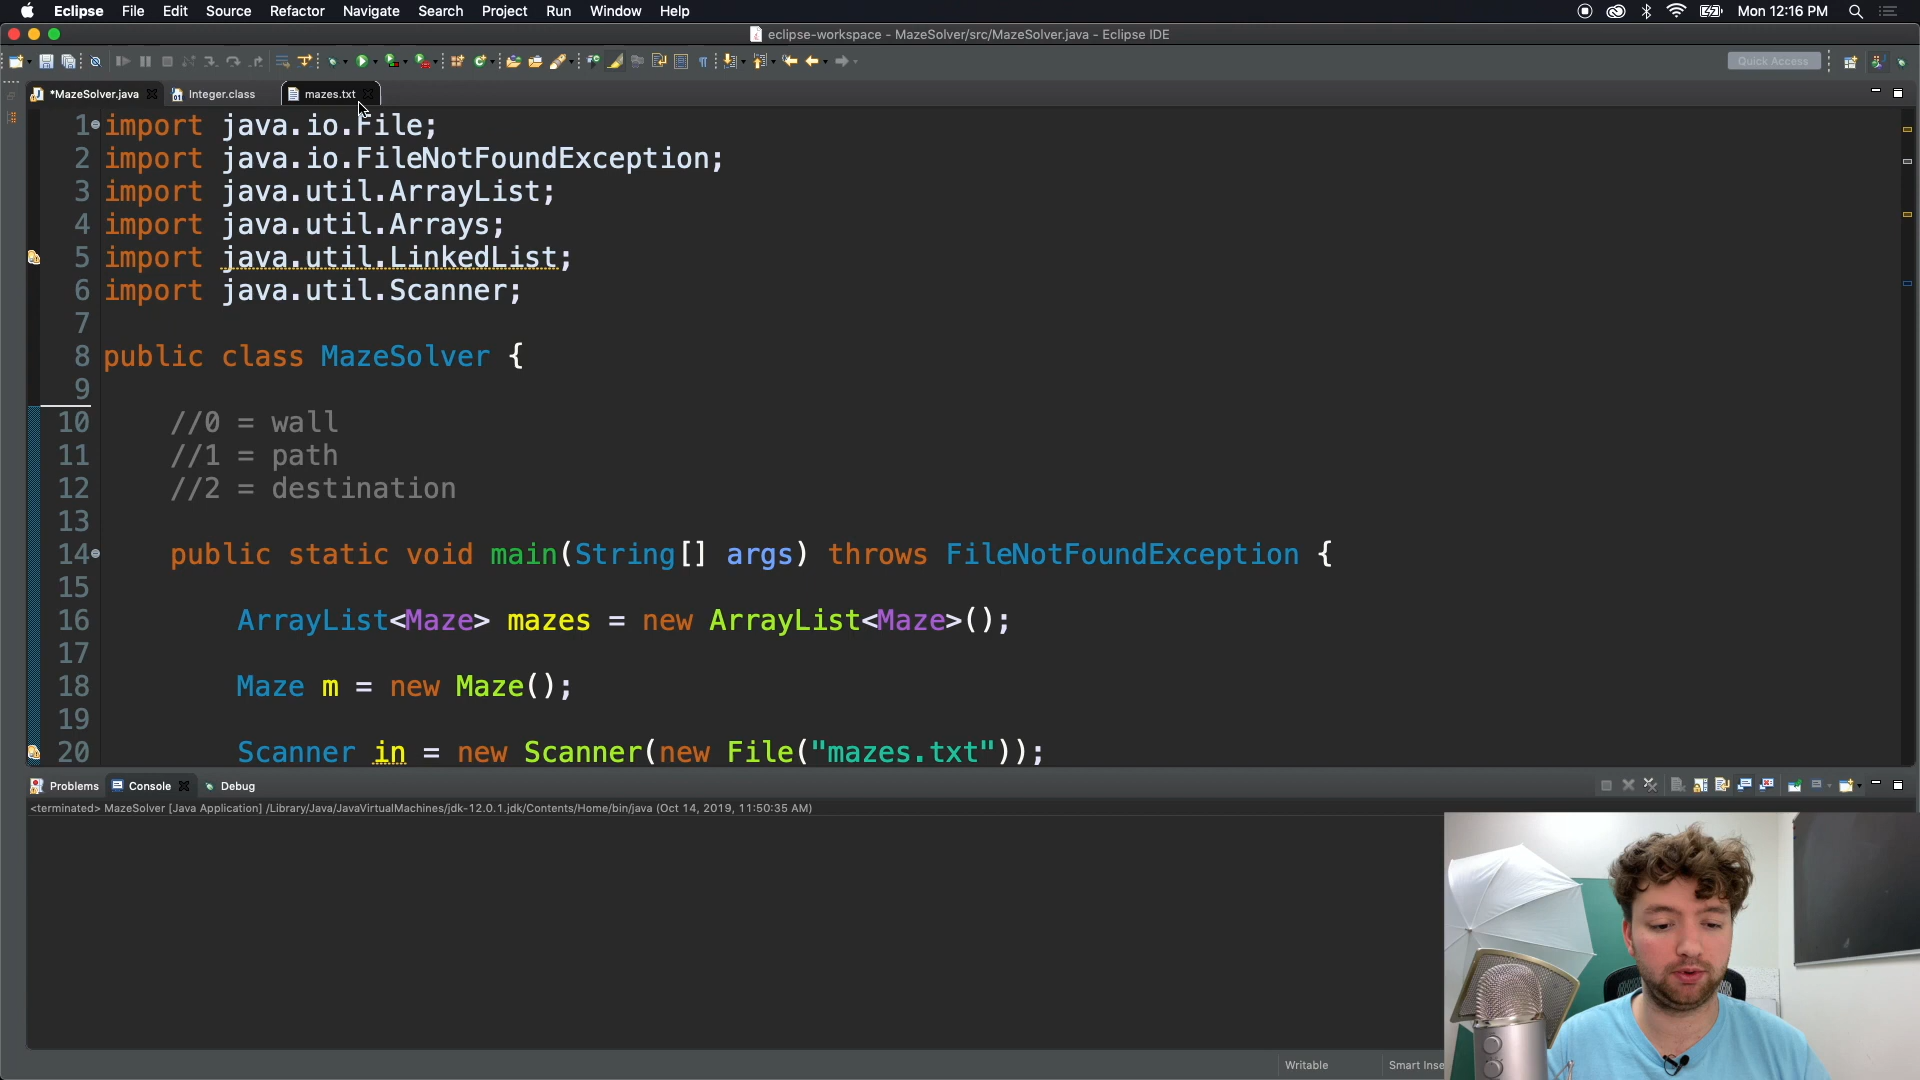 Eclipse File Edit Source Refactor Navigate Search Project Run Window Help Mon 12:16 PM
eclipse-workspace - MazeSolver/src/MazeSolver.java - Eclipse IDE
Quick Access
*MazeSolver.java Integer.class mazes.txt
1 import java.io.File;
2 import java.io.FileNotFoundException;
3 import java.util.ArrayList;
4 import java.util.Arrays;
5 import java.util.LinkedList;
6 import java.util.Scanner;
7
8 public class MazeSolver {
9
10 //0 = wall
11 //1 = path
12 //2 = destination
13
14 public static void main(String[] args) throws FileNotFoundException {
15
16 ArrayList<Maze> mazes = new ArrayList<Maze>();
17
18 Maze m = new Maze();
19
20 Scanner in = new Scanner(new File("mazes.txt"));
Problems Console Debug
<terminated> MazeSolver [Java Application] /Library/Java/JavaVirtualMachines/jdk-12.0.1.jdk/Contents/Home/bin/java (Oct 14, 2019, 11:50:35 AM)
Writable Smart Inse